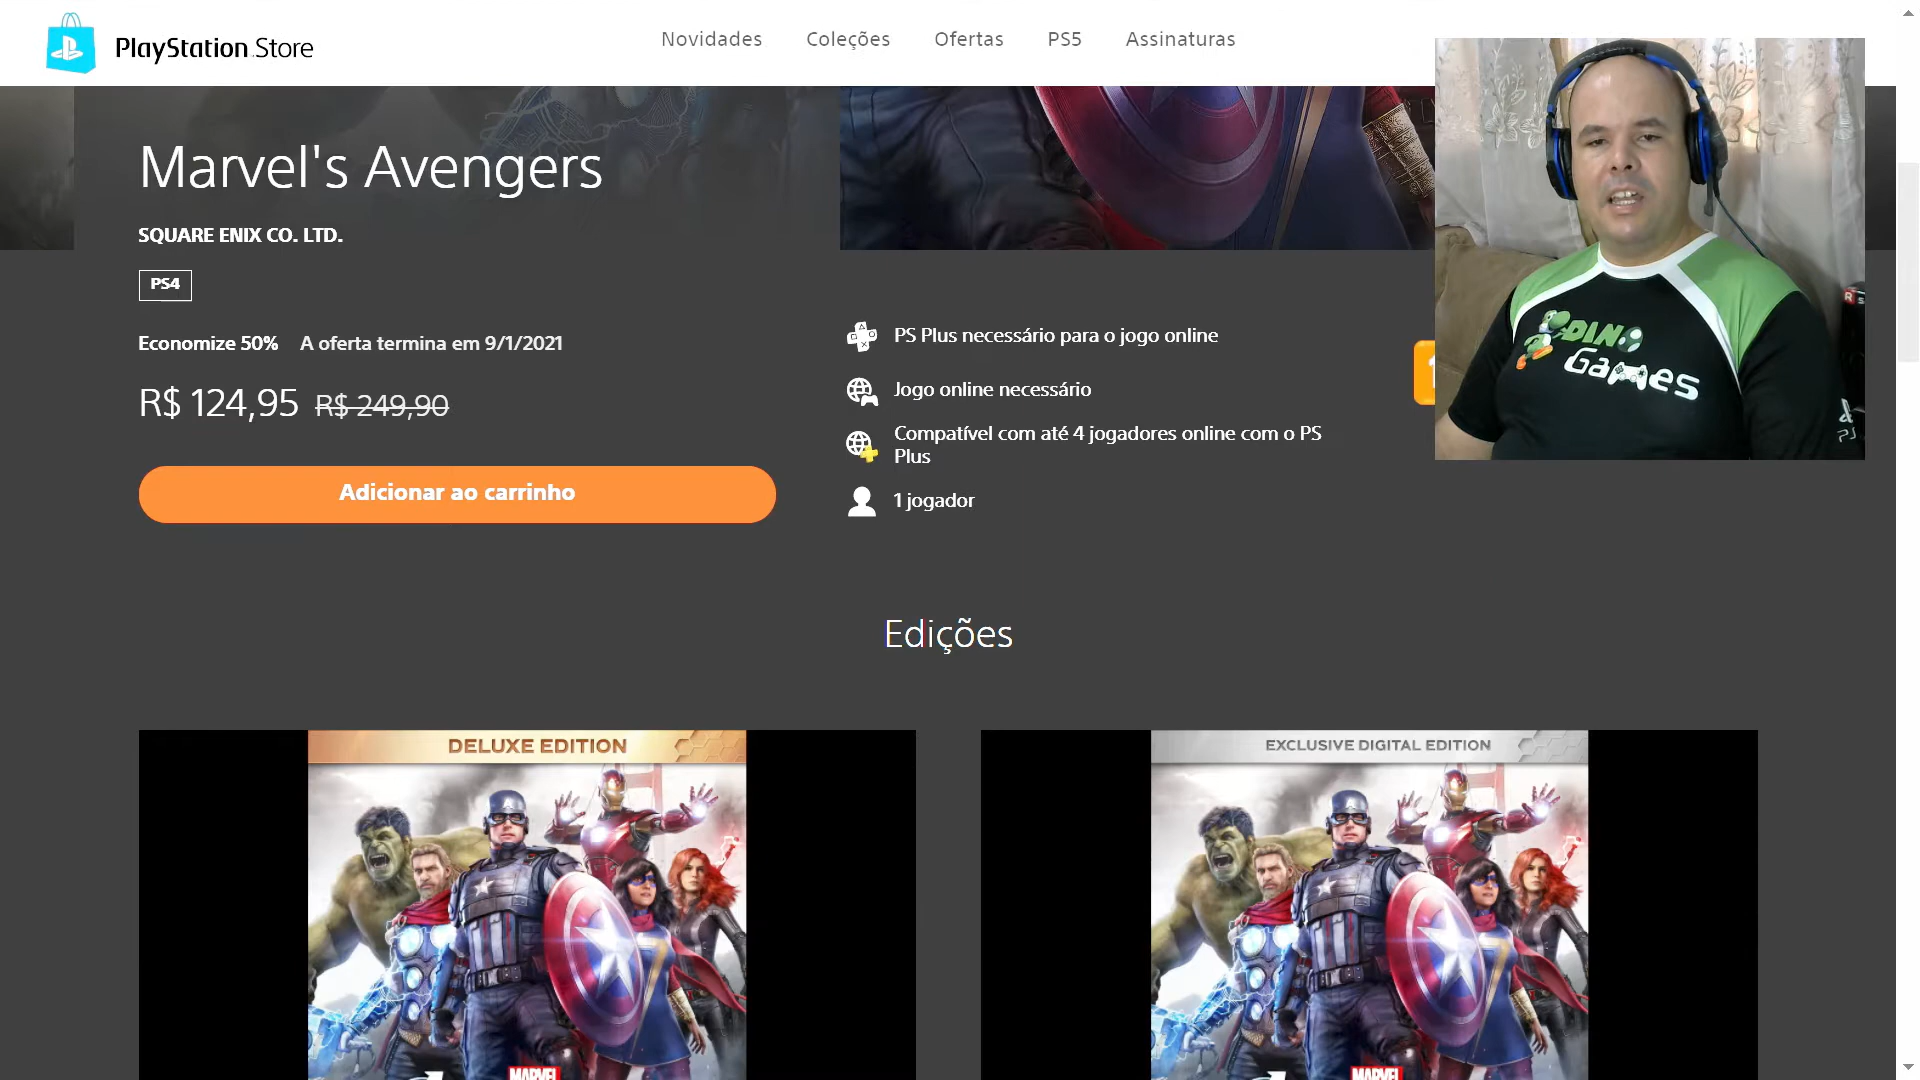 PlayStation Store
Novidades
Coleções
Ofertas
PS5
Assinaturas
Marvel's Avengers
SQUARE ENIX CO. LTD.
PS4
Economize 50% A oferta termina em 9/1/2021
R$ 124,95 R$ 249,90
Adicionar ao carrinho
PS Plus necessário para o jogo online
Jogo online necessário
Compatível com até 4 jogadores online com o PS
Plus
1 jogador
DINO
Games
Edições
DELUXE EDITION
EXCLUSIVE DIGITAL EDITION
MARVEL
MARVEL